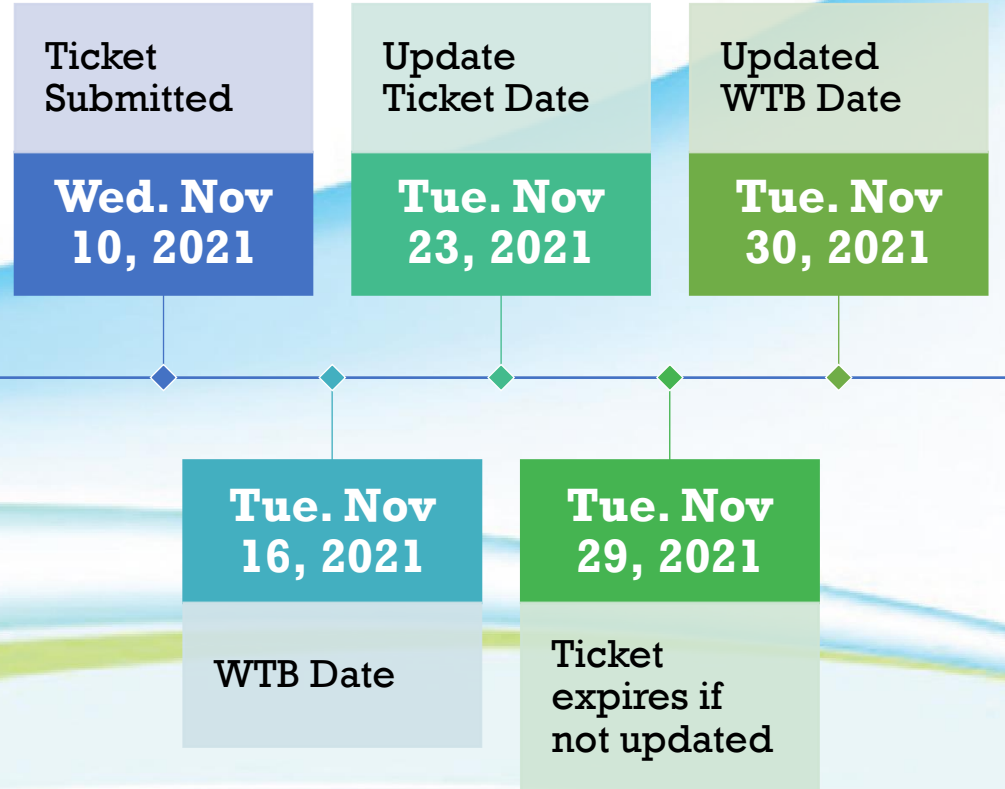 Ticket
Submitted
Wed. Nov
10, 2021
Update
Ticket Date
Tue. Nov
23, 2021
Updated
WTB Date
Tue. Nov
30, 2021
Tue. Nov
16, 2021
WTB Date
Tue. Nov
29, 2021
Ticket
expires if
not updated